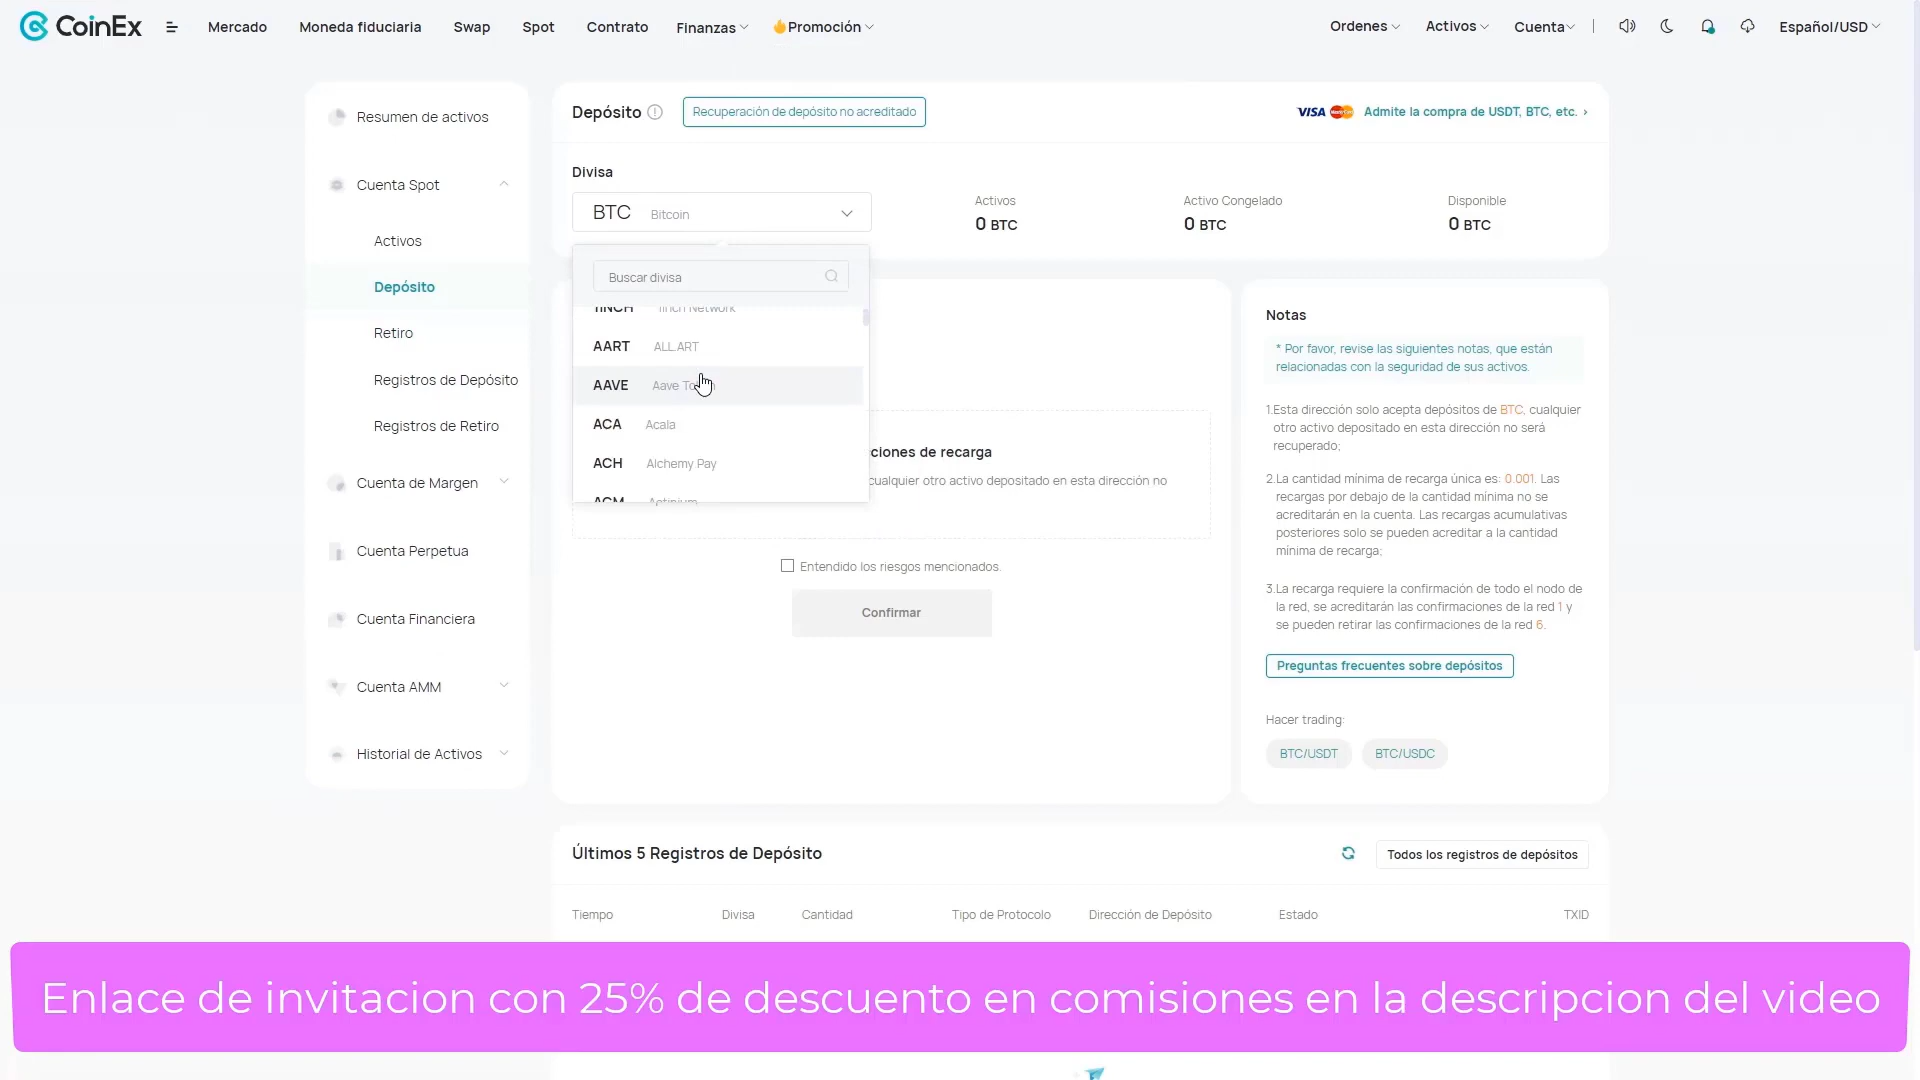 CoinEx
Mercado
Moneda fiduciaria
Swap
Spot
Contrato
Finanzas
Promoción
Ordenes
Activos
Cuenta
Español/USD
Resumen de activos
Cuenta Spot
Activos
Depósito
Retiro
Registros de Depósito
Registros de Retiro
Cuenta de Margen
Cuenta Perpetua
Cuenta Financiera
Cuenta AMM
Historial de Activos
Depósito
Recuperación de depósito no acreditado
VISA
Admite la compra de USDT, BTC, etc.
Divisa
BTC Bitcoin
Activos
0 BTC
Activo Congelado
0 BTC
Disponible
0 BTC
Buscar divisa
1INCH 1inch Network
AART ALL.ART
AAVE Aave
ACA Acala
ACH Alchemy Pay
ACM Actinium
ciones de recarga
cualquier otro activo depositado en esta dirección no
Entendido los riesgos mencionados.
Confirmar
Notas
* Por favor, revise las siguientes notas, que están
relacionadas con la seguridad de sus activos.
1.Esta dirección solo acepta depósitos de BTC, cualquier
otro activo depositado en esta dirección no será
recuperado;
2.La cantidad mínima de recarga única es: 0.001. Las
recargas por debajo de la cantidad mínima no se
acreditarán en la cuenta. Las recargas acumulativas
posteriores solo se pueden acreditar a la cantidad
mínima de recarga;
3.La recarga requiere la confirmación de todo el nodo de
la red, se acreditarán las confirmaciones de la red 1 y
se pueden retirar las confirmaciones de la red 6.
Preguntas frecuentes sobre depósitos
Hacer trading:
BTC/USDT
BTC/USDC
Últimos 5 Registros de Depósito
Todos los registros de depósitos
Tiempo
Divisa
Cantidad
Tipo de Protocolo
Dirección de Depósito
Estado
TXID
Enlace de invitacion con 25% de descuento en comisiones en la descripcion del video